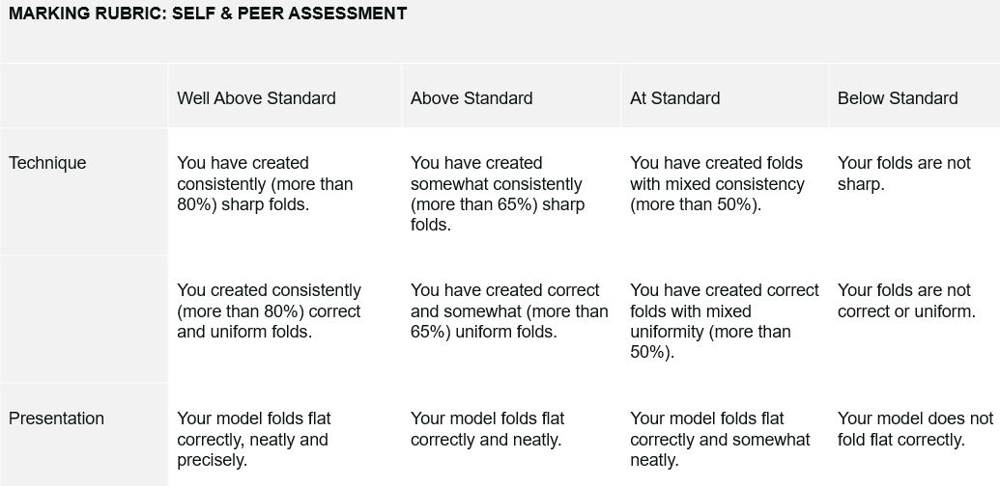 MARKING RUBRIC: SELF & PEER ASSESSMENT
Well Above Standard
Above Standard
At Standard
Below Standard
Technique
You have created
consistently (more than
80%) sharp folds.
You have created
somewhat consistently
(more than 65%) sharp
folds.
You have created folds
with mixed consistency
(more than 50%).
Your folds are not
sharp.
You created consistently
(more than 80%) correct
and uniform folds.
You have created correct
and somewhat (more than
65%) uniform folds.
You have created correct
folds with mixed
uniformity (more than
50%).
Your folds are not
correct or uniform.
Presentation
Your model folds flat
correctly, neatly and
precisely.
Your model folds flat
correctly and neatly.
Your model folds flat
correctly and somewhat
neatly.
Your model does not
fold flat correctly.